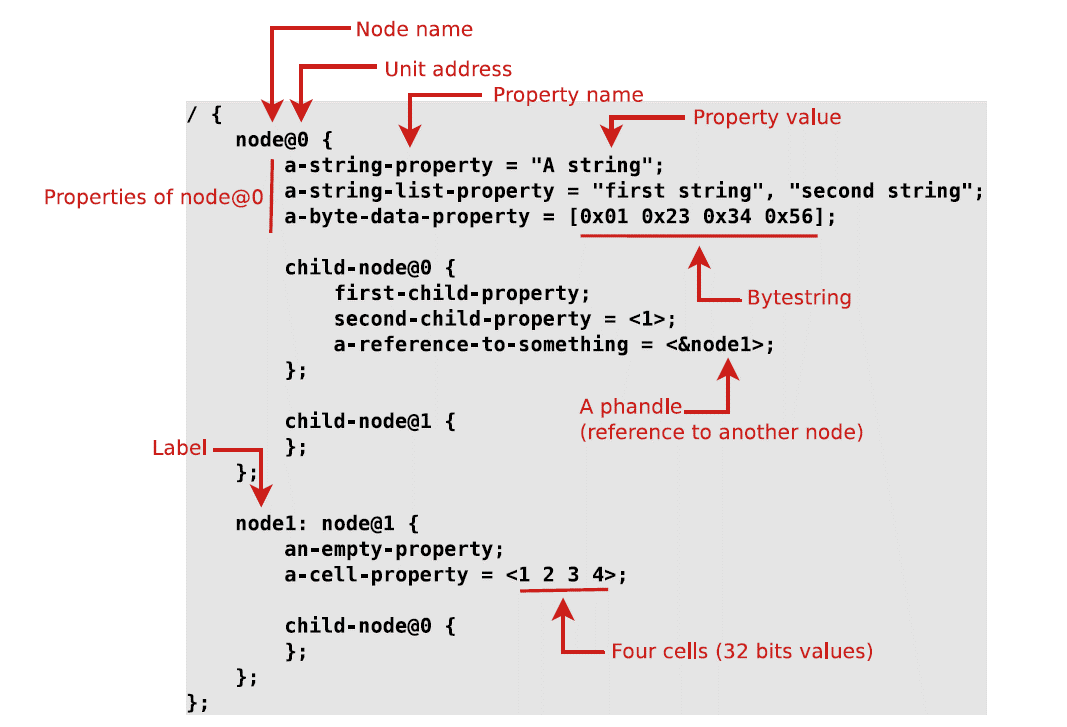 Node name
Unit address
Property name
Property value
/ {
node@0 {
a-string-property = "A string";
Properties of node@0
a-string-list-property = "first string", "second string";
a-byte-data-property = [0x01 0x23 0x34 0x56];
child-node@0 {
first-child-property;
Bytestring
second-child-property = <1>;
a-reference-to-something = <&node1>;
};
A phandle
(reference to another node)
child-node@1 {
};
Label
};
node1: node@1 {
an-empty-property;
a-cell-property = <1 2 3 4>;
child-node@0 {
};
Four cells (32 bits values)
};
};